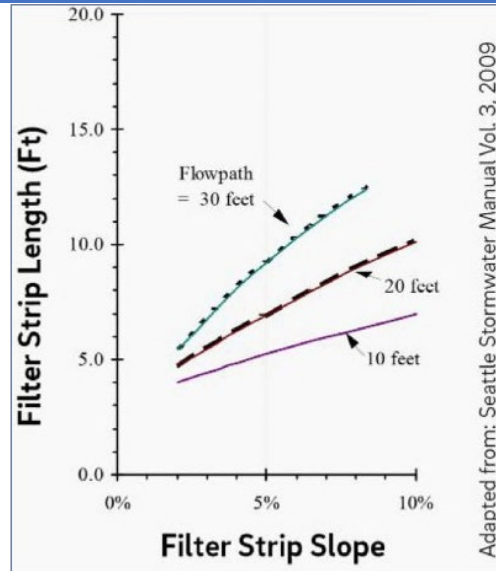 20.0
15.0
10.0
5.0
0.0
Filter Strip Length (Ft)
Flowpath
= 30 feet
20 feet
10 feet
0%
5%
10%
Filter Strip Slope
Adapted from: Seattle Stormwater Manual Vol. 3, 2009